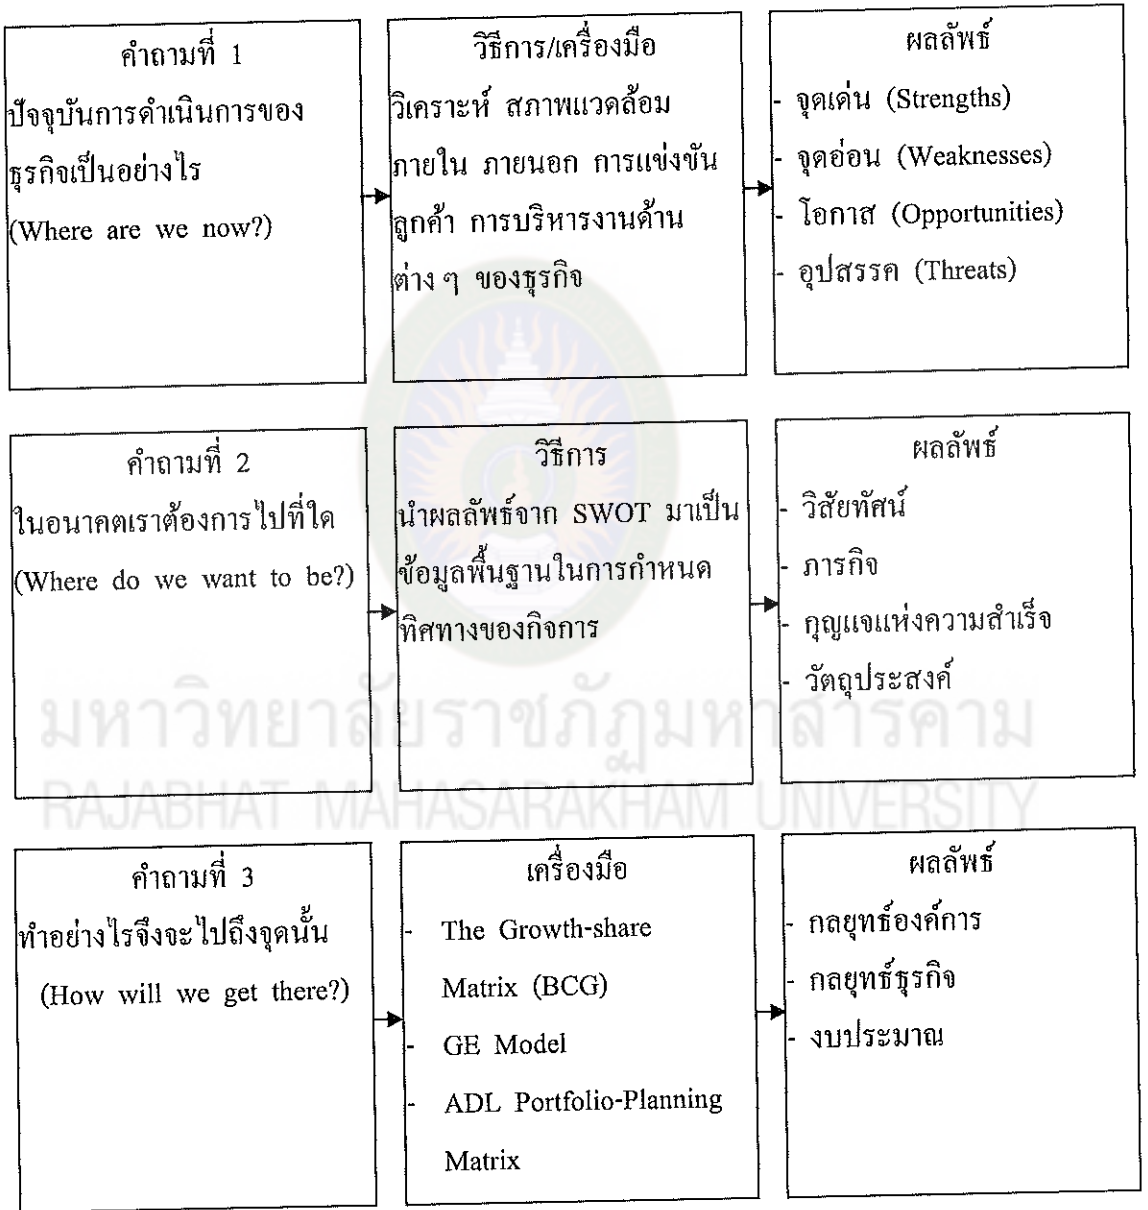 คำถามที่ 1
ปัจจุบันการดำเนินการของ
ธุรกิจเป็นอย่างไร
(Where are we now?)
วิธีการ/เครื่องมือ
วิเคราะห์ สภาพแวดล้อม
ภายใน ภายนอก การแข่งขัน
ลูกค้า การบริหารงานด้าน
ต่าง ๆ ของธุรกิจ
ผลลัพธ์
- จุดเด่น (Strengths)
- จุดอ่อน (Weaknesses)
- โอกาส (Opportunities)
- อุปสรรค (Threats)
คำถามที่ 2
ในอนาคตเราต้องการไปที่ใด
(Where do we want to be?)
วิธีการ
นำผลลัพธ์จาก SWOT มาเป็น
ข้อมูลพื้นฐานในการกำหนด
ทิศทางของกิจการ
ผลลัพธ์
- วิสัยทัศน์
- ภารกิจ
- กุญแจแห่งความสำเร็จ
- วัตถุประสงค์
มหาวิทยาลัยราชภัฏมหาสารคาม
RAJABHAT MAHASARAKHAM UNIVERSITY
คำถามที่ 3
ทำอย่างไรจึงจะไปถึงจุดนั้น
(How will we get there?)
เครื่องมือ
- The Growth-share
Matrix (BCG)
- GE Model
- ADL Portfolio-Planning
Matrix
ผลลัพธ์
- กลยุทธ์องค์การ
- กลยุทธ์ธุรกิจ
- งบประมาณ